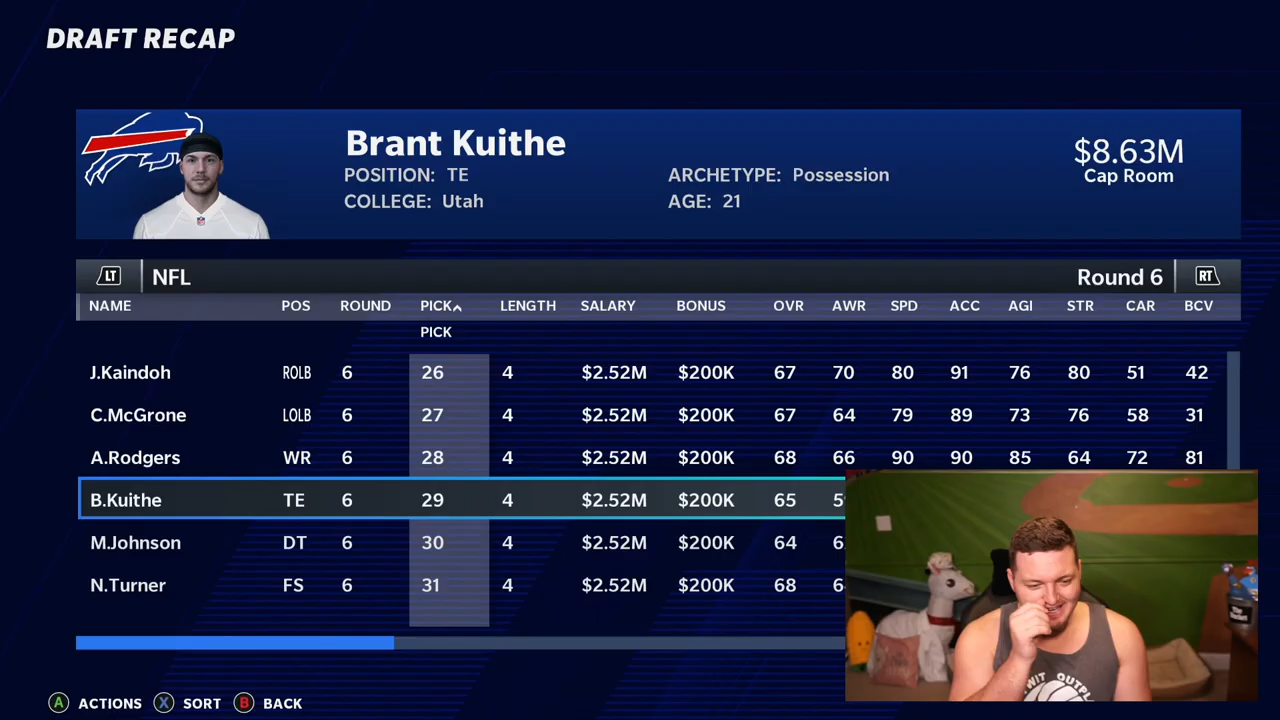 DRAFT RECAP
Brant Kuithe
POSITION: TE
COLLEGE: Utah
ARCHETYPE: Possession
AGE: 21
$8.63M
Cap Room
LT NFL Round 6 RT
NAME POS ROUND PICK LENGTH SALARY BONUS OVR AWR SPD ACC AGI STR CAR BCV
PICK
J.Kaindoh ROLB 6 26 4 $2.52M $200K 67 70 80 91 76 80 51 42
C.McGrone LOLB 6 27 4 $2.52M $200K 67 64 79 89 73 76 58 31
A.Rodgers WR 6 28 4 $2.52M $200K 68 66 90 90 85 64 72 81
B.Kuithe TE 6 29 4 $2.52M $200K 65
M.Johnson DT 6 30 4 $2.52M $200K 64
N.Turner FS 6 31 4 $2.52M $200K 68
A ACTIONS X SORT B BACK